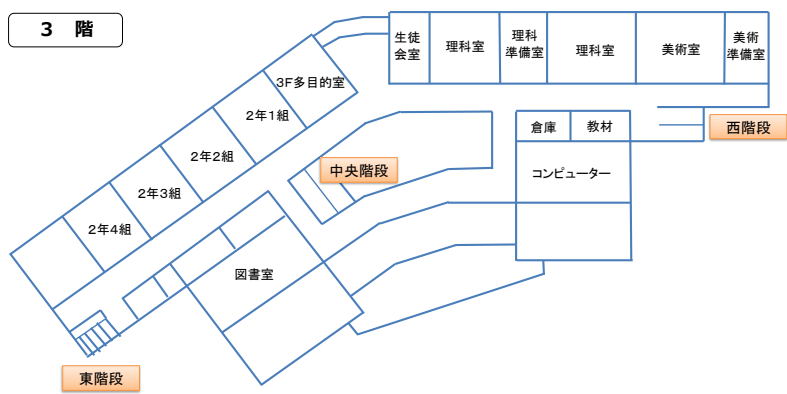 3 階
生徒
会室
理科室
理科
準備室
理科室
美術室
美術
準備室
3F多目的室
2年1組
2年2組
2年3組
2年4組
中央階段
倉庫
教材
西階段
コンピューター
図書室
東階段